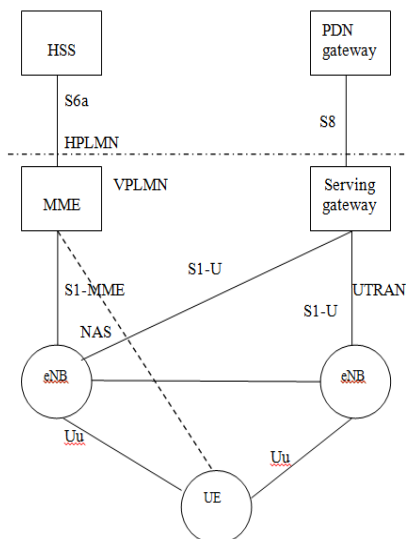 HSS
PDN
gateway
S6a
S8
HPLMN
VPLMN
MME
Serving
gateway
S1-U
S1-MME
UTRAN
S1-U
NAS
eNB
eNB
Uu
Uu
UE